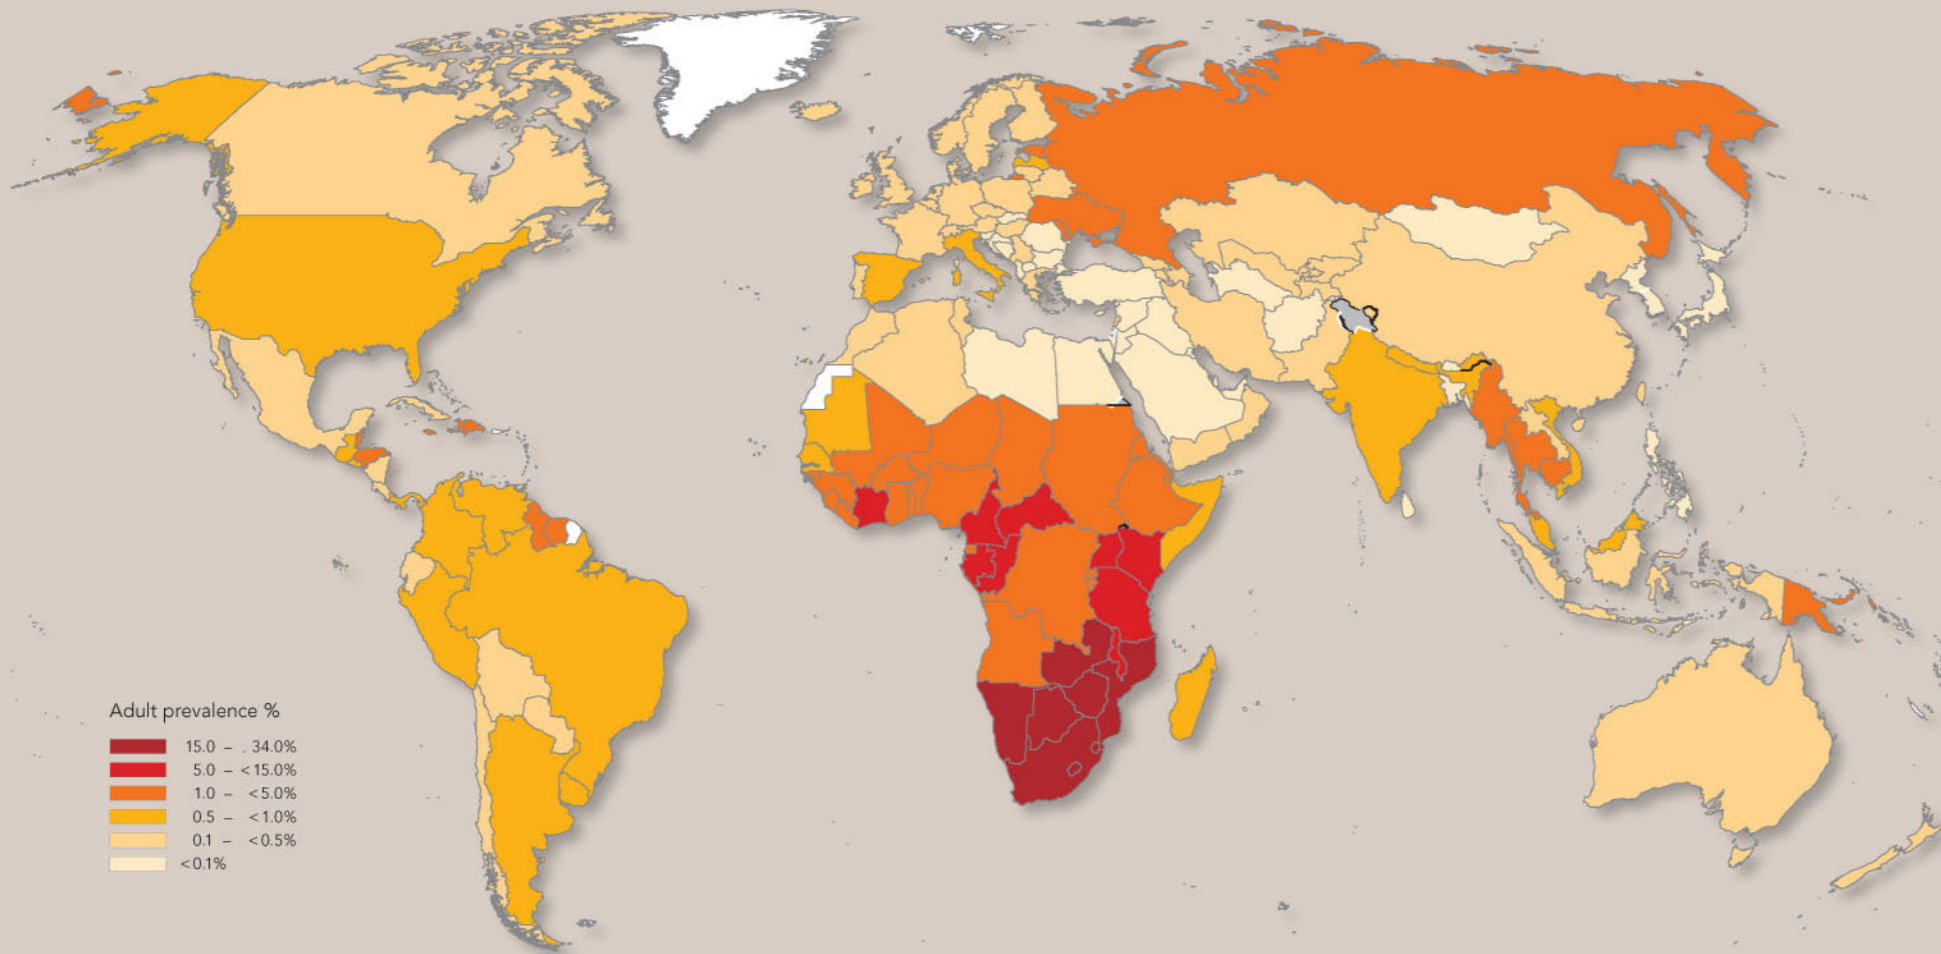 Adult prevalence %
15.0 – . 34.0%
5.0 – <15.0%
1.0 – <5.0%
0.5 – <1.0%
0.1 – <0.5%
<0.1%